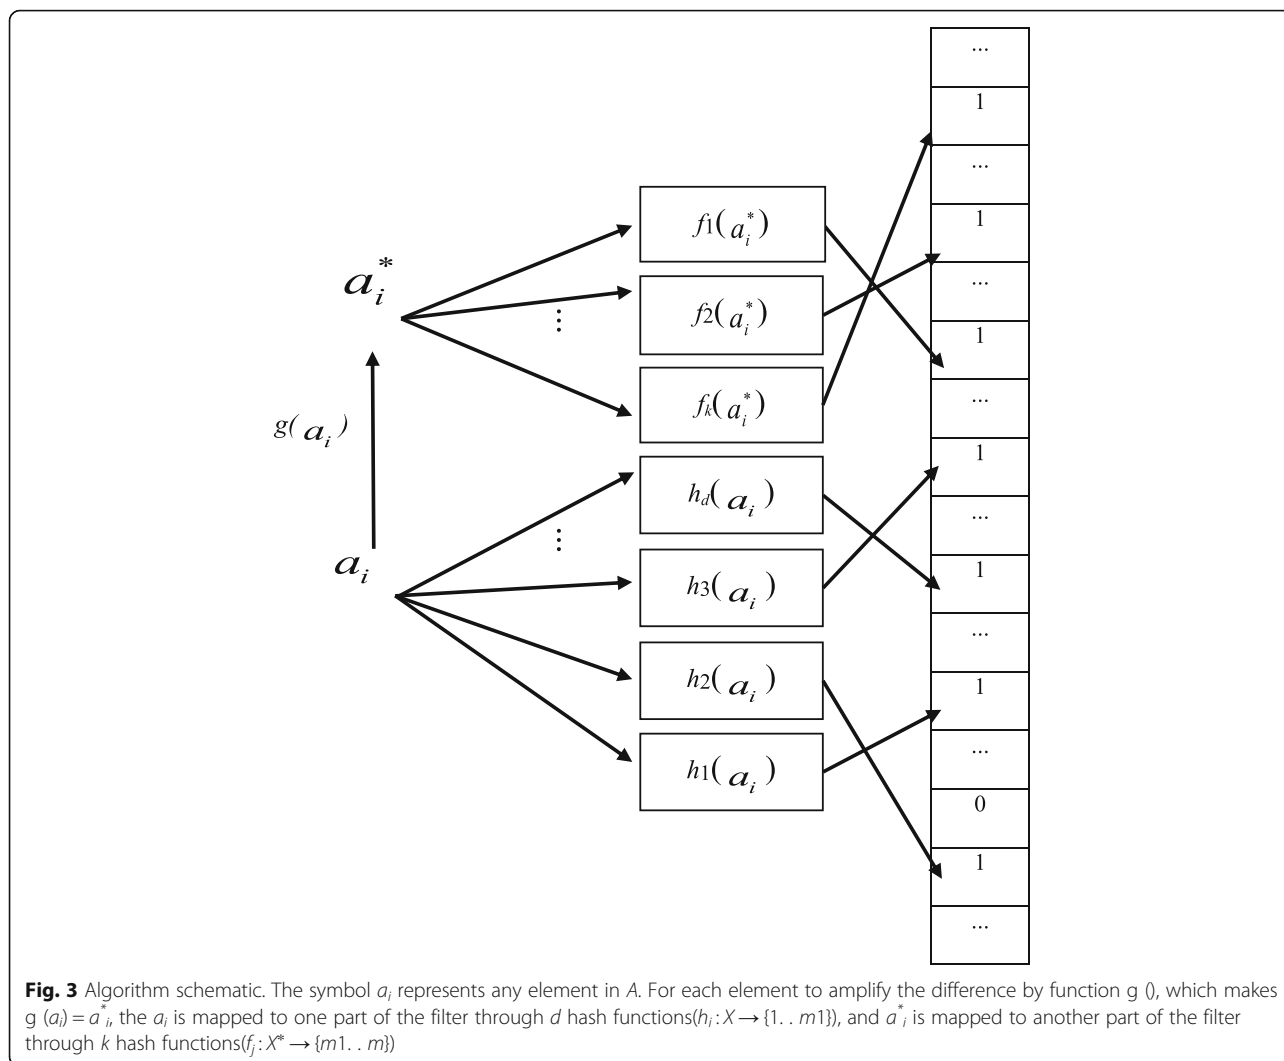 ...
1
...
1
...
1
...
1
...
1
...
1
...
0
1
...
f1(a*i)
f2(a*i)
fk(a*i)
hd(ai)
h3(ai)
h2(ai)
h1(ai)
a*i
⋮
g(ai)
⋮
ai
Fig. 3 Algorithm schematic. The symbol ai represents any element in A. For each element to amplify the difference by function g (), which makes
g (ai) = a*i, the ai is mapped to one part of the filter through d hash functions(hi : X → {1. . m1}), and a*i is mapped to another part of the filter
through k hash functions(fj : X* → {m1. . m})